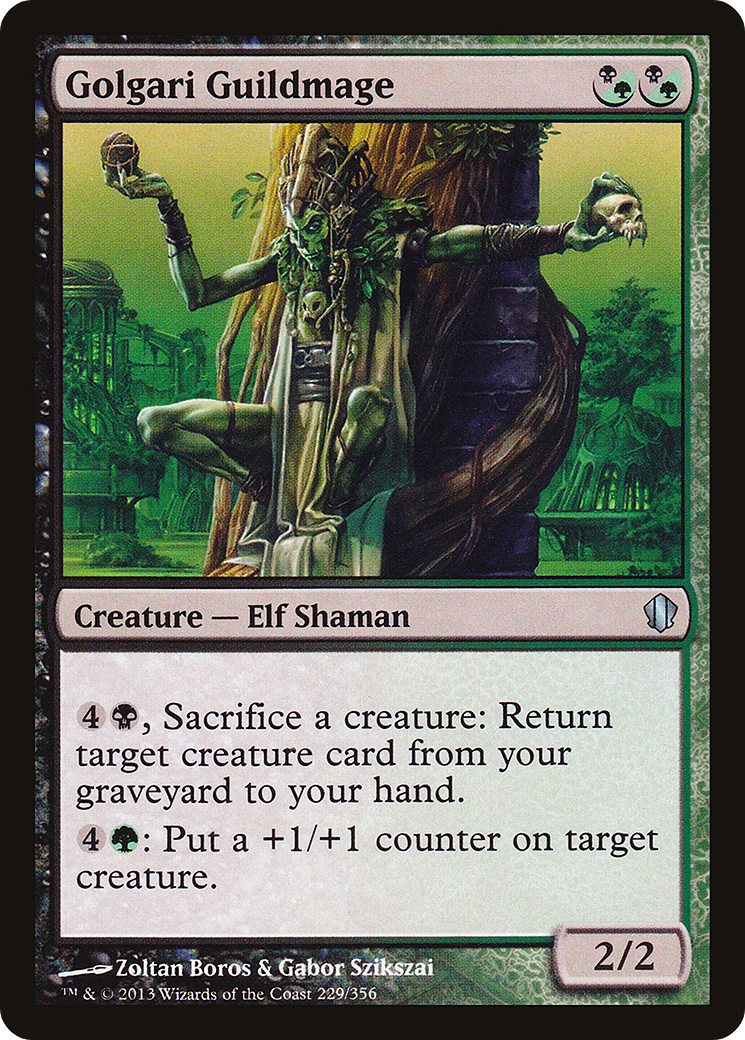 Golgari Guildmage
Creature — Elf Shaman
4, Sacrifice a creature: Return
target creature card from your
graveyard to your hand.
4: Put a +1/+1 counter on target
creature.
2/2
Zoltan Boros & Gabor Szikszai
™ & © 2013 Wizards of the Coast 229/356